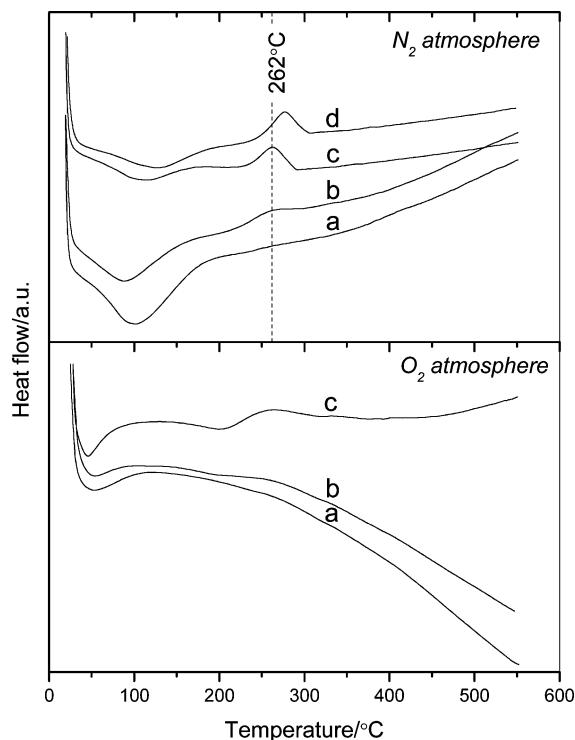 N2 atmosphere
262°C
d
c
b
a
Heat flow/a.u.
O2 atmosphere
c
b
a
0 100 200 300 400 500 600
Temperature/°C